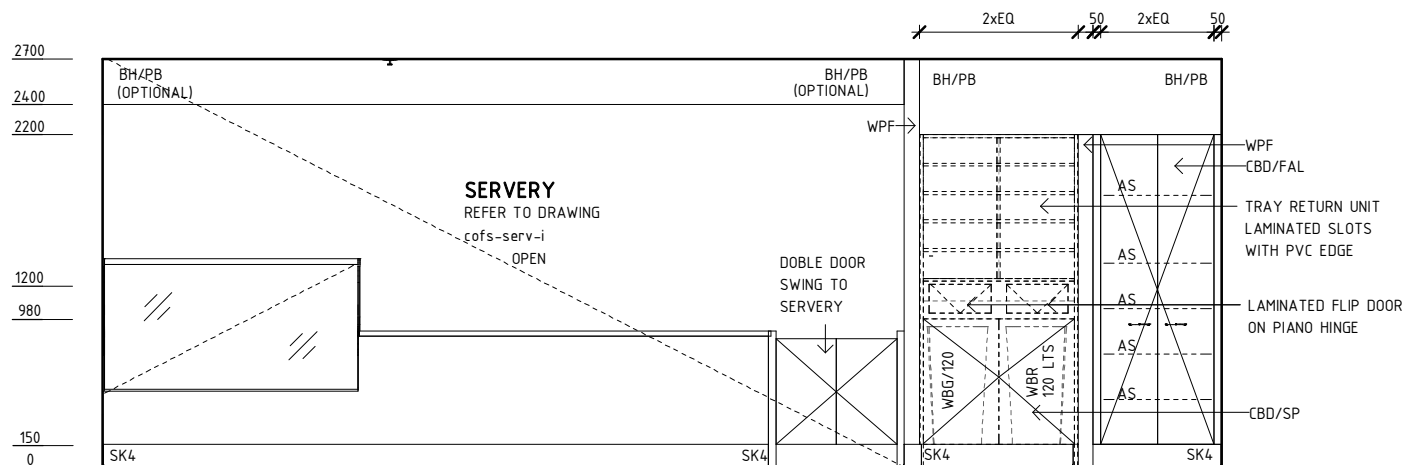 2xEQ
50
2xEQ
50
2700
2400
2200
1200
980
150
0
BH/PB
(OPTIONAL)
BH/PB
(OPTIONAL)
BH/PB
BH/PB
WPF
WPF
CBD/FAL
SERVERY
REFER TO DRAWING
cofs-serv-i
OPEN
DOBLE DOOR
SWING TO
SERVERY
TRAY RETURN UNIT
LAMINATED SLOTS
WITH PVC EDGE
LAMINATED FLIP DOOR
ON PIANO HINGE
AS
AS
AS
AS
AS
WBG/120
WBR
120 LTS
CBD/SP
SK4
SK4
SK4
SK4